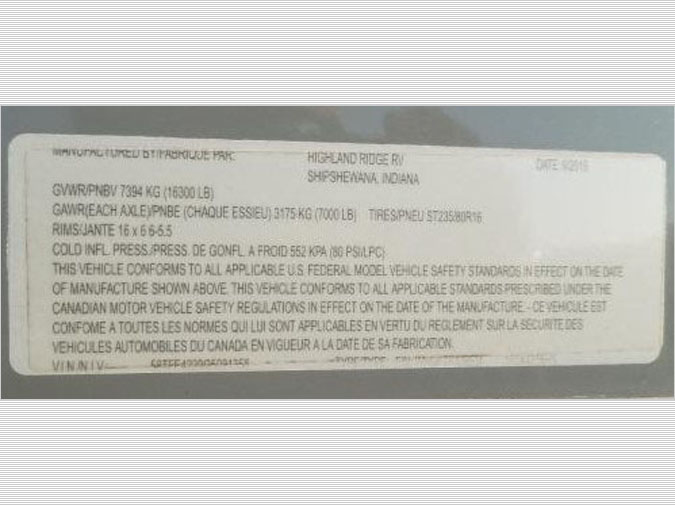 MANUFACTURED BY/FABRIQUE PAR: HIGHLAND RIDGE RV DATE
SHIPSHEWANA, INDIANA
GVWR/PNBV 7394 KG (16300 LB)
GAWR(EACH AXLE)/PNBE (CHAQUE ESSIEU) 3175 KG (7000 LB) TIRES/PNEU ST235/80R16
RIMS/JANTE 16 x 6 6-5.5
COLD INFL. PRESS./PRESS. DE GONFL. A FROID 552 KPA (80 PSI/LPC)
THIS VEHICLE CONFORMS TO ALL APPLICABLE U.S. FEDERAL MODEL VEHICLE SAFETY STANDARDS IN EFFECT ON THE DATE
OF MANUFACTURE SHOWN ABOVE. THIS VEHICLE CONFORMS TO ALL APPLICABLE STANDARDS PRESCRIBED UNDER THE
CANADIAN MOTOR VEHICLE SAFETY REGULATIONS IN EFFECT ON THE DATE OF THE MANUFACTURE. - CE VEHICULE EST
CONFOME A TOUTES LES NORMES QUI LUI SONT APPLICABLES EN VERTU DU REGLEMENT SUR LA SECURITE DES
VEHICULES AUTOMOBILES DU CANADA EN VIGUEUR A LA DATE DE SA FABRICATION.
V.I.N./N.I.V.: